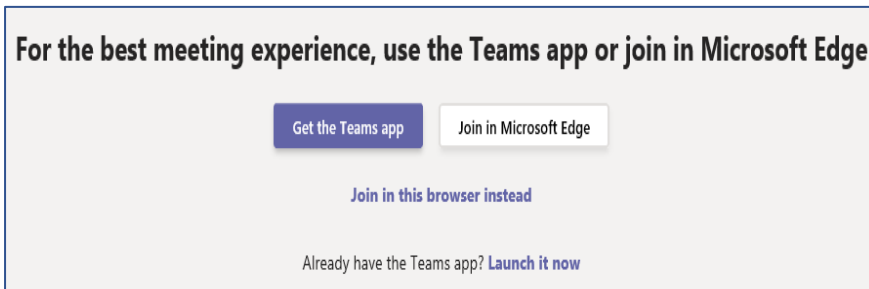 For the best meeting experience, use the Teams app or join in Microsoft Edge
Get the Teams app Join in Microsoft Edge
Join in this browser instead
Already have the Teams app? Launch it now